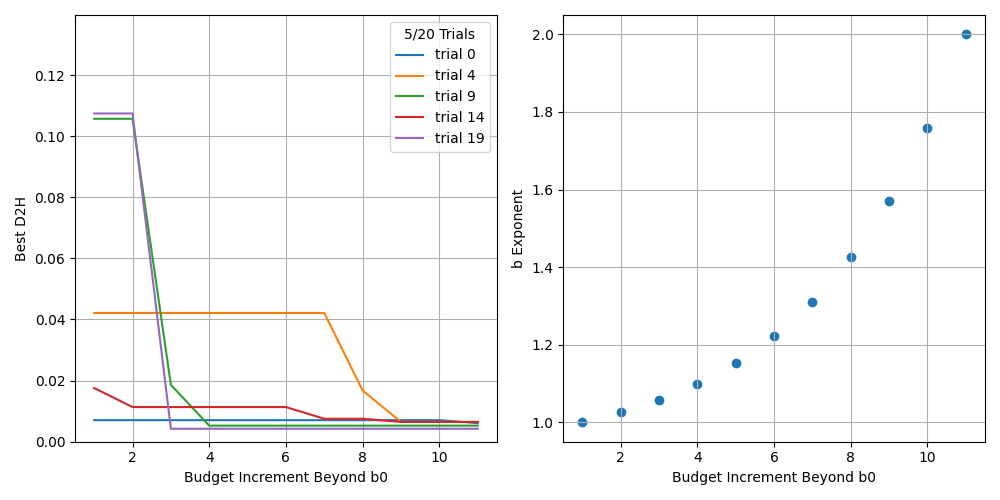 5/20 Trials
trial 0
trial 4
trial 9
trial 14
trial 19
0.12
0.10
0.08
0.06
0.04
0.02
0.00
Best D2H
2 4 6 8 10
Budget Increment Beyond b0
2.0
1.8
1.6
1.4
1.2
1.0
b Exponent
2 4 6 8 10
Budget Increment Beyond b0